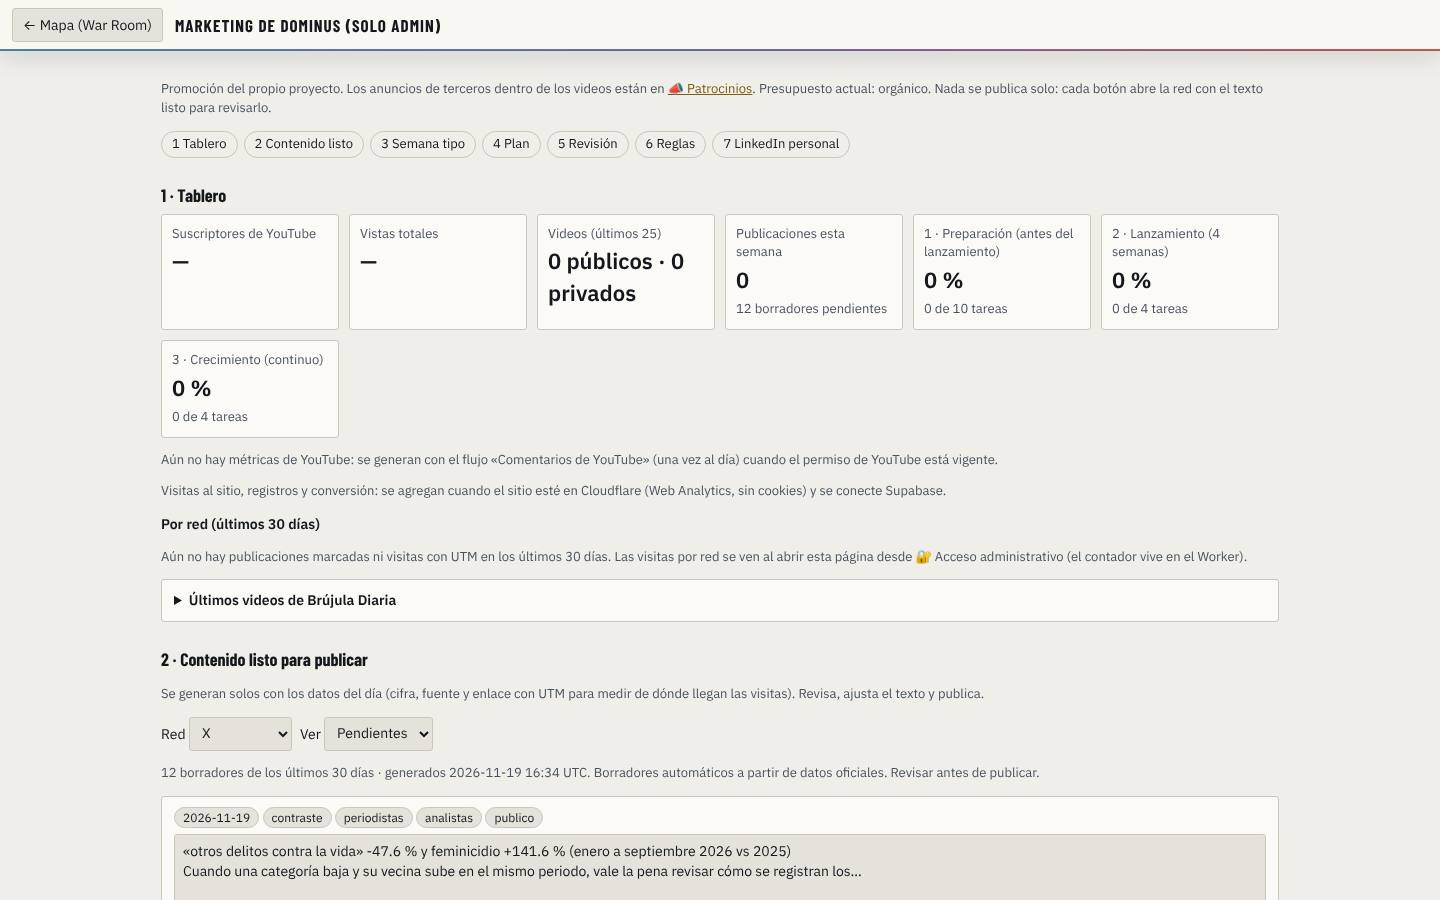 ← Mapa (War Room)
MARKETING DE DOMINUS (SOLO ADMIN)
Promoción del propio proyecto. Los anuncios de terceros dentro de los videos están en 📣 Patrocinios. Presupuesto actual: orgánico. Nada se publica solo: cada botón abre la red con el texto
listo para revisarlo.
1 Tablero
2 Contenido listo
3 Semana tipo
4 Plan
5 Revisión
6 Reglas
7 LinkedIn personal
1 · Tablero
Suscriptores de YouTube
—
Vistas totales
—
Videos (últimos 25)
0 públicos · 0
privados
Publicaciones esta
semana
0
12 borradores pendientes
1 · Preparación (antes del
lanzamiento)
0 %
0 de 10 tareas
2 · Lanzamiento (4
semanas)
0 %
0 de 4 tareas
3 · Crecimiento (continuo)
0 %
0 de 4 tareas
Aún no hay métricas de YouTube: se generan con el flujo «Comentarios de YouTube» (una vez al día) cuando el permiso de YouTube está vigente.
Visitas al sitio, registros y conversión: se agregan cuando el sitio esté en Cloudflare (Web Analytics, sin cookies) y se conecte Supabase.
Por red (últimos 30 días)
Aún no hay publicaciones marcadas ni visitas con UTM en los últimos 30 días. Las visitas por red se ven al abrir esta página desde 🔐 Acceso administrativo (el contador vive en el Worker).
▶ Últimos videos de Brújula Diaria
2 · Contenido listo para publicar
Se generan solos con los datos del día (cifra, fuente y enlace con UTM para medir de dónde llegan las visitas). Revisa, ajusta el texto y publica.
Red X Ver Pendientes
12 borradores de los últimos 30 días · generados 2026-11-19 16:34 UTC. Borradores automáticos a partir de datos oficiales. Revisar antes de publicar.
2026-11-19 contraste periodistas analistas publico
«otros delitos contra la vida» -47.6 % y feminicidio +141.6 % (enero a septiembre 2026 vs 2025)
Cuando una categoría baja y su vecina sube en el mismo periodo, vale la pena revisar cómo se registran los…